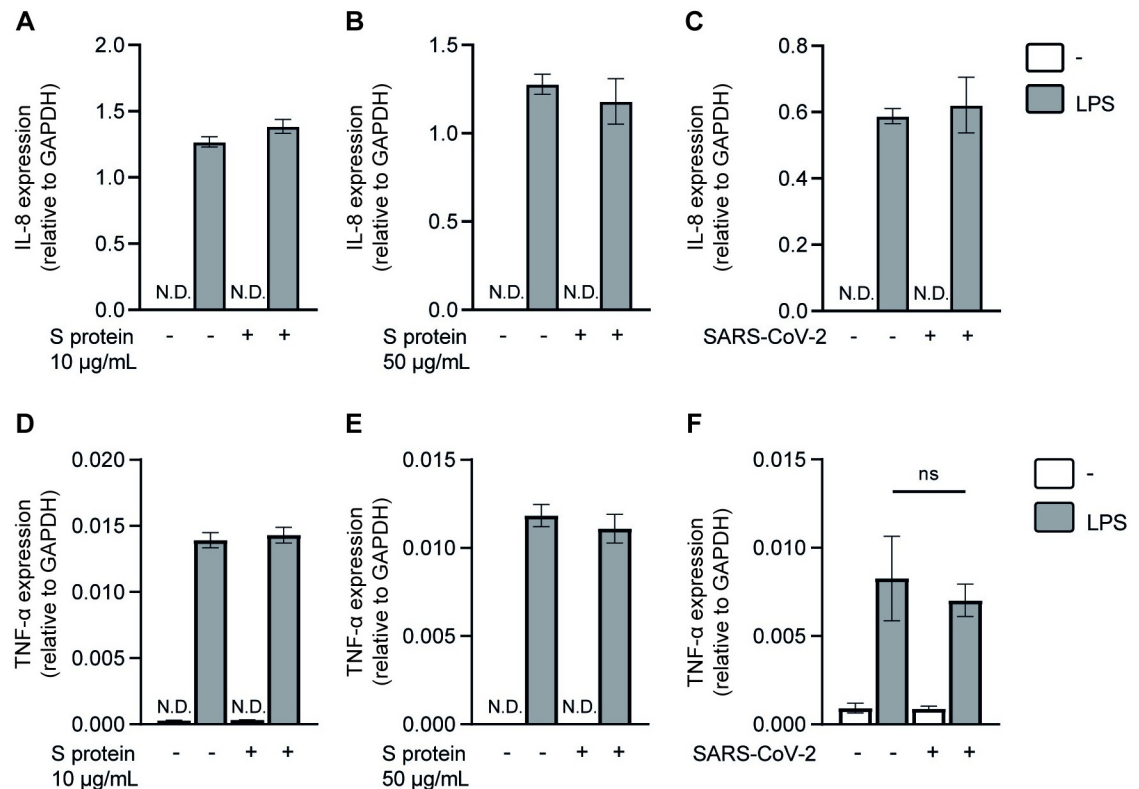 A
IL-8 expression
(relative to GAPDH)
2.0
1.5
1.0
0.5
0.0
N.D.
N.D.
S protein - - + +
10 µg/mL
B
IL-8 expression
(relative to GAPDH)
1.5
1.0
0.5
0.0
N.D.
N.D.
S protein - - + +
50 µg/mL
C
IL-8 expression
(relative to GAPDH)
0.8
0.6
0.4
0.2
0.0
N.D.
N.D.
SARS-CoV-2 - - + +
-
LPS
D
TNF-α expression
(relative to GAPDH)
0.020
0.015
0.010
0.005
0.000
N.D.
N.D.
S protein - - + +
10 µg/mL
E
TNF-α expression
(relative to GAPDH)
0.015
0.010
0.005
0.000
N.D.
N.D.
S protein - - + +
50 µg/mL
F
TNF-α expression
(relative to GAPDH)
0.015
0.010
0.005
0.000
ns
SARS-CoV-2 - - + +
-
LPS